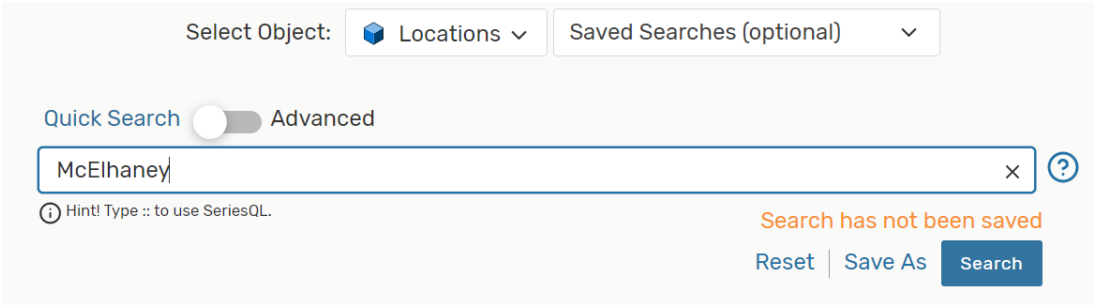 Select Object: Locations Saved Searches (optional)
Quick Search Advanced
McElhaney
Hint! Type :: to use SeriesQL.
Search has not been saved
Reset Save As Search